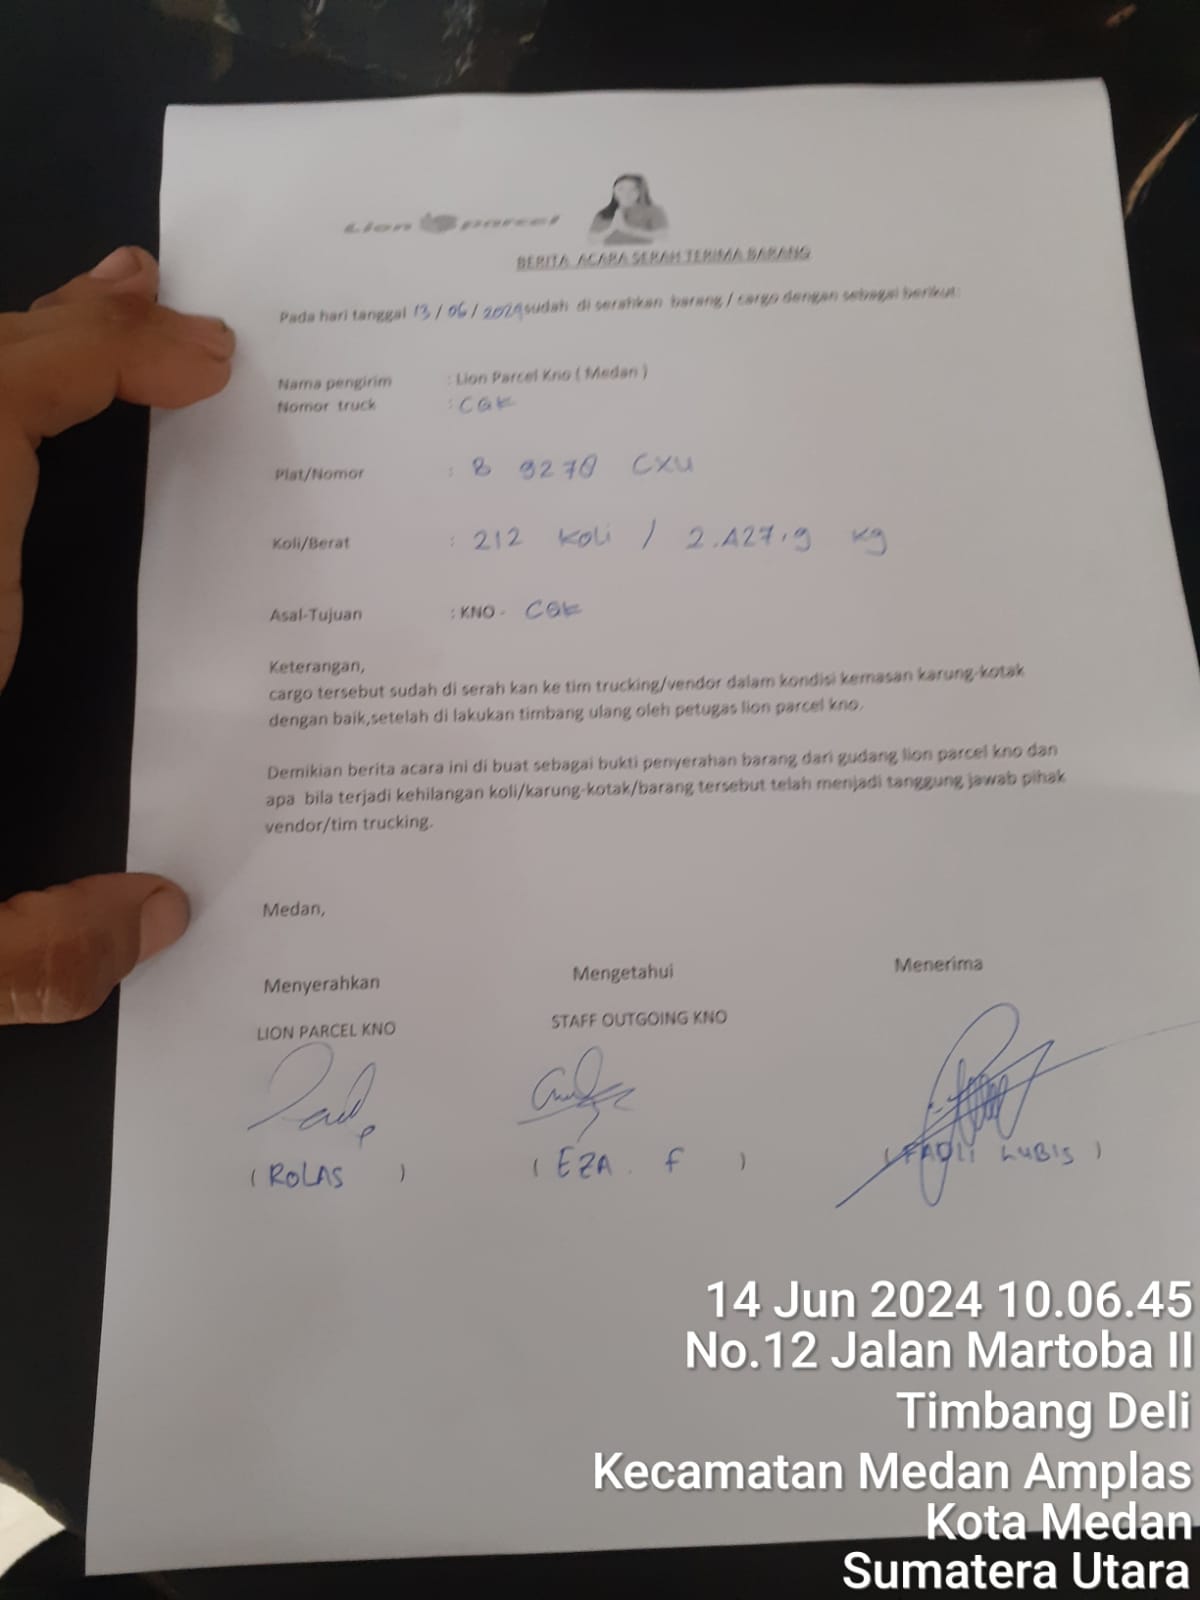 Lion parcel
BERITA ACARA SERAH TERIMA BARANG
Pada hari tanggal 13 / 06 / 2024 sudah di serahkan barang / cargo dengan sebagai berikut:
Nama pengirim : Lion Parcel Kno ( Medan )
Nomor truck : CGK
Plat/Nomor : B 9270 CXU
Koli/Berat : 212 Koli / 2.427,9 kg
Asal-Tujuan : KNO - CGK
Keterangan,
cargo tersebut sudah di serah kan ke tim trucking/vendor dalam kondisi kemasan karung-kotak
dengan baik,setelah di lakukan timbang ulang oleh petugas lion parcel kno.
Demikian berita acara ini di buat sebagai bukti penyerahan barang dari gudang lion parcel kno dan
apa bila terjadi kehilangan koli/karung-kotak/barang tersebut telah menjadi tanggung jawab pihak
vendor/tim trucking.
Medan,
Menyerahkan Mengetahui Menerima
LION PARCEL KNO STAFF OUTGOING KNO
( ROLAS ) ( EZA . F ) ( FADLI LUBIS )
14 Jun 2024 10.06.45
No.12 Jalan Martoba II
Timbang Deli
Kecamatan Medan Amplas
Kota Medan
Sumatera Utara